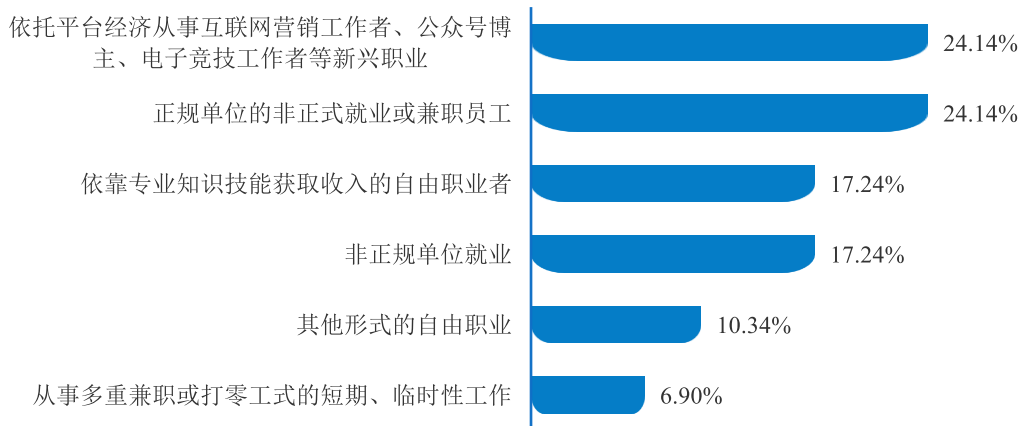 依托平台经济从事互联网营销工作者、公众号博
主、电子竞技工作者等新兴职业
24.14%
正规单位的非正式就业或兼职员工
24.14%
依靠专业知识技能获取收入的自由职业者
17.24%
非正规单位就业
17.24%
其他形式的自由职业
10.34%
从事多重兼职或打零工式的短期、临时性工作
6.90%